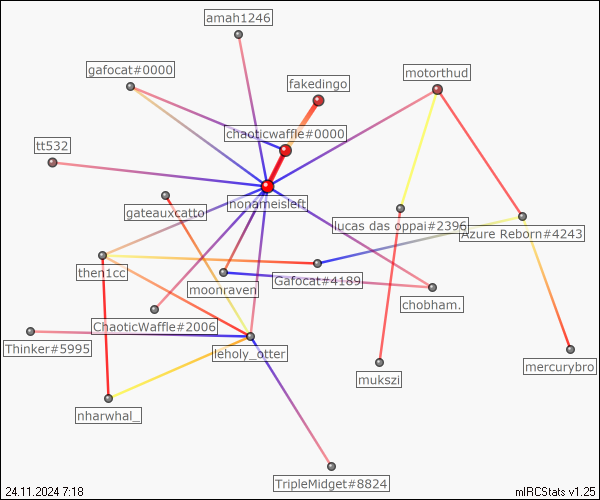 amah1246
gafocat#0000
motorthud
fakedingo
chaoticwaffle#0000
tt532
nonameisleft
gateauxcatto
lucas das oppai#2396
Azure Reborn#4243
then1cc
Gafocat#4189
moonraven
chobham.
ChaoticWaffle#2006
Thinker#5995
leholy_otter
mercurybro
mukszi
nharwhal_
TripleMidget#8824
24.11.2024 7:18
mIRCStats v1.25